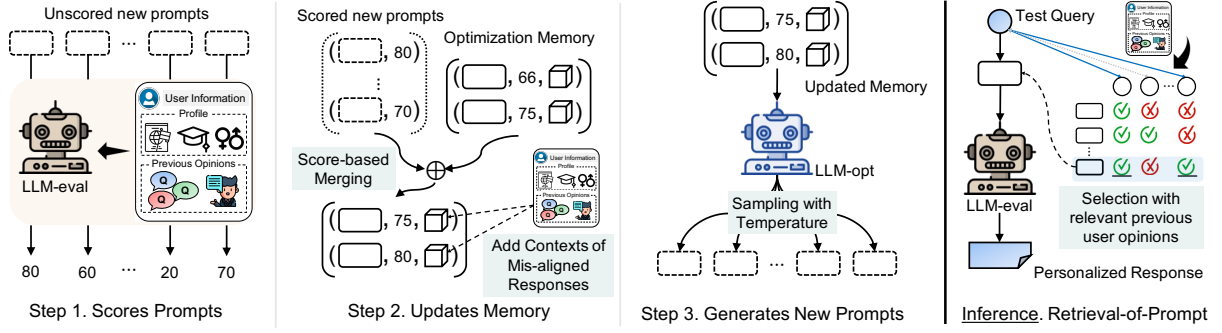 Unscored new prompts
...
User Information
Profile
Previous Opinions
Q
Q
Q
LLM-eval
80
60
...
20
70
Step 1. Scores Prompts
Scored new prompts
( , 80)
( , 70)
Optimization Memory
( , 66, )
( , 75, )
Score-based
Merging
User Information
Profile
Previous Opinions
Q
Q
Q
( , 75, )
( , 80, )
Add Contexts of
Mis-aligned
Responses
Step 2. Updates Memory
( , 75, )
( , 80, )
Updated Memory
LLM-opt
Sampling with
Temperature
...
Step 3. Generates New Prompts
Test Query
User Information
Profile
Previous Opinions
Q
Q
Q
...
LLM-eval
Selection with
relevant previous
user opinions
Personalized Response
Inference. Retrieval-of-Prompt